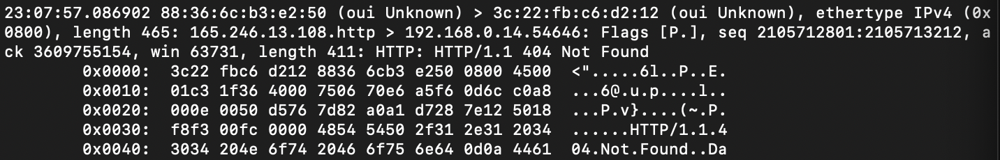 23:07:57.086902 88:36:6c:b3:e2:50 (oui Unknown) > 3c:22:fb:c6:d2:12 (oui Unknown), ethertype IPv4 (0x
0800), length 465: 165.246.13.108.http > 192.168.0.14.54646: Flags [P.], seq 2105712801:2105713212, a
ck 3609755154, win 63731, length 411: HTTP: HTTP/1.1 404 Not Found
0x0000:  3c22 fbc6 d212 8836 6cb3 e250 0800 4500  <".....6l..P..E.
0x0010:  01c3 1f36 4000 7506 70e6 a5f6 0d6c c0a8  ...6@.u.p....l..
0x0020:  000e 0050 d576 7d82 a0a1 d728 7e12 5018  ...P.v}....(~.P.
0x0030:  f8f3 00fc 0000 4854 5450 2f31 2e31 2034  ......HTTP/1.1.4
0x0040:  3034 204e 6f74 2046 6f75 6e64 0d0a 4461  04.Not.Found..Da